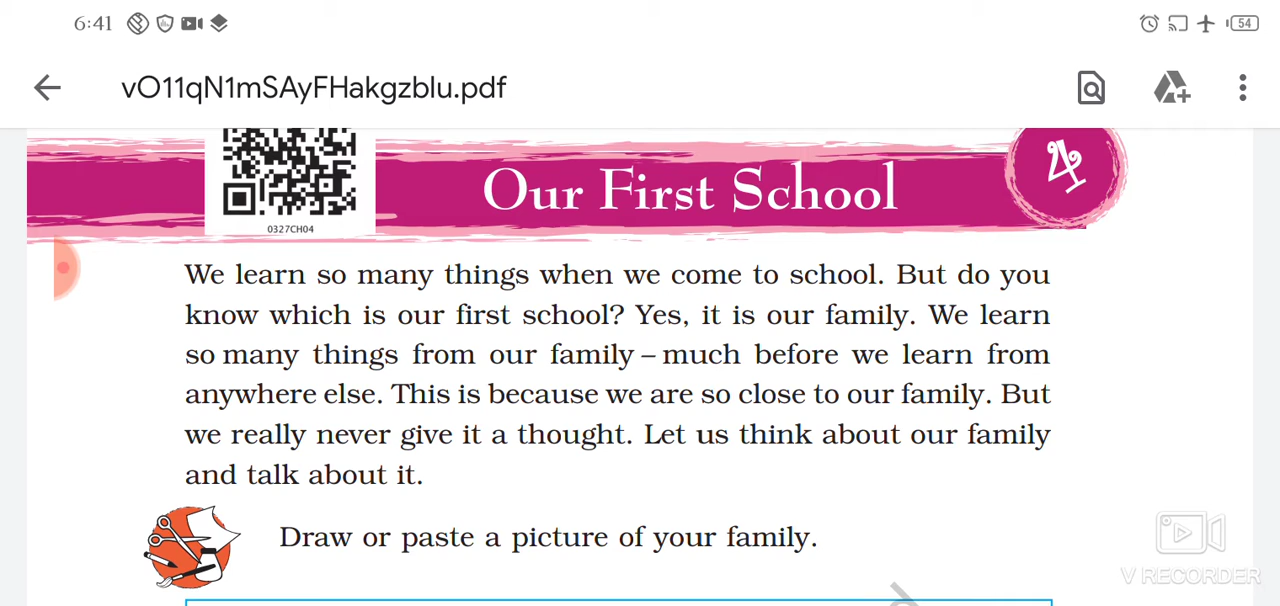 6:41
54
vO11qN1mSAyFHakgzblu.pdf
Our First School
4
0327CH04
We learn so many things when we come to school. But do you
know which is our first school? Yes, it is our family. We learn
so many things from our family – much before we learn from
anywhere else. This is because we are so close to our family. But
we really never give it a thought. Let us think about our family
and talk about it.
Draw or paste a picture of your family.
V RECORDER